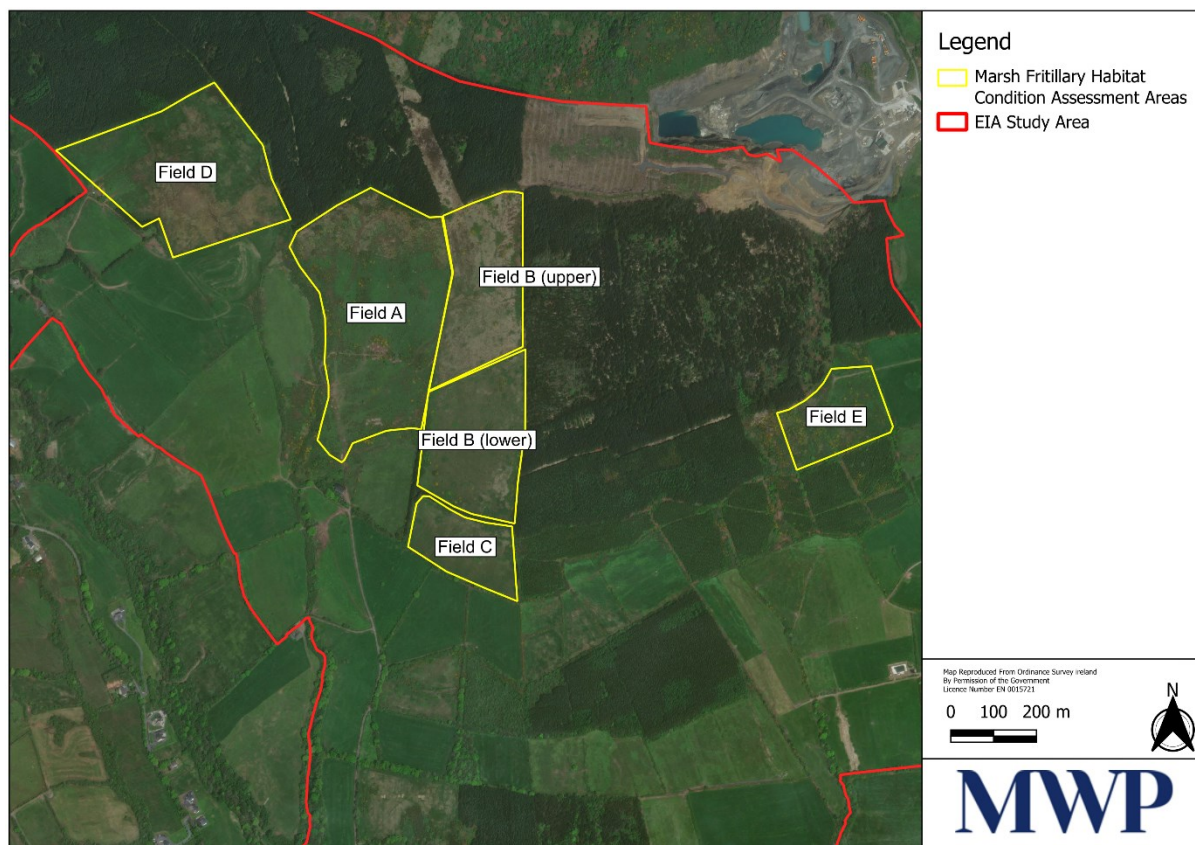 Legend
Marsh Fritillary Habitat
Condition Assessment Areas
EIA Study Area
Field D
Field A
Field B (upper)
Field B (lower)
Field C
Field E
Map Reproduced From Ordinance Survey Ireland
By Permission of the Government
Licence Number EN 0015721
0 100 200 m
N
MWP